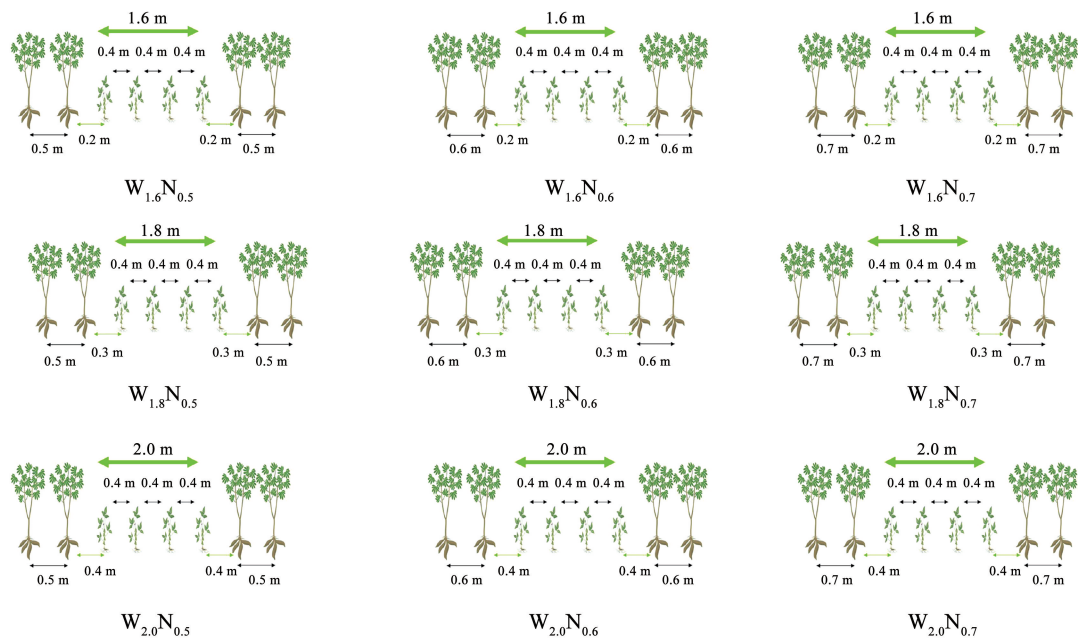 1.6 m 1.6 m 1.6 m
0.4 m 0.4 m 0.4 m 0.4 m 0.4 m 0.4 m 0.4 m 0.4 m 0.4 m
0.2 m 0.2 m 0.2 m 0.2 m 0.2 m 0.2 m
0.5 m 0.5 m 0.6 m 0.6 m 0.7 m 0.7 m
W1.6N0.5 W1.6N0.6 W1.6N0.7
1.8 m 1.8 m 1.8 m
0.4 m 0.4 m 0.4 m 0.4 m 0.4 m 0.4 m 0.4 m 0.4 m 0.4 m
0.3 m 0.3 m 0.3 m 0.3 m 0.3 m 0.3 m
0.5 m 0.5 m 0.6 m 0.6 m 0.7 m 0.7 m
W1.8N0.5 W1.8N0.6 W1.8N0.7
2.0 m 2.0 m 2.0 m
0.4 m 0.4 m 0.4 m 0.4 m 0.4 m 0.4 m 0.4 m 0.4 m 0.4 m
0.4 m 0.4 m 0.4 m 0.4 m 0.4 m 0.4 m
0.5 m 0.5 m 0.6 m 0.6 m 0.7 m 0.7 m
W2.0N0.5 W2.0N0.6 W2.0N0.7